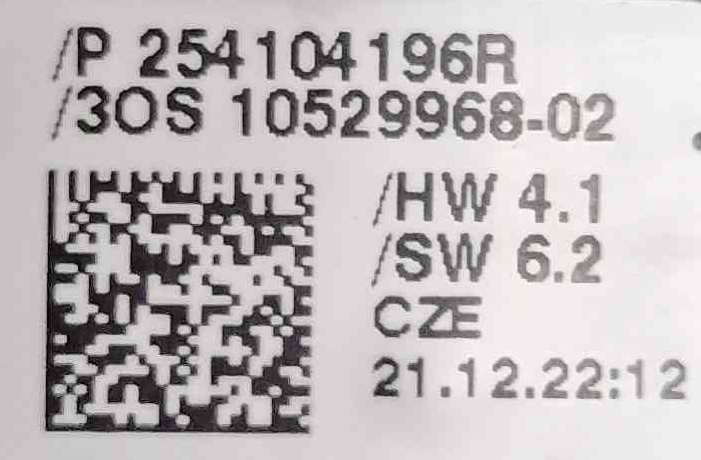 /P 254104196R
/3OS 10529968-02
/HW 4.1
/SW 6.2
CZE
21.12.22:12